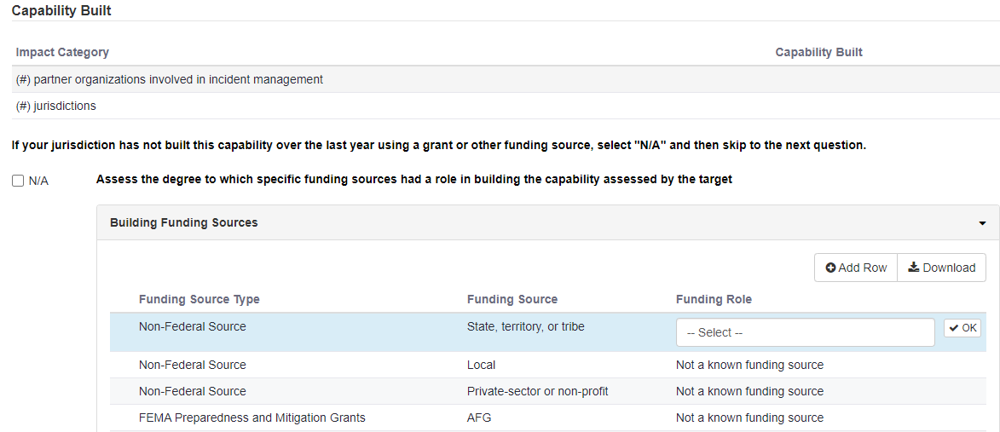 Capability Built
Impact Category Capability Built
(#) partner organizations involved in incident management
(#) jurisdictions
If your jurisdiction has not built this capability over the last year using a grant or other funding source, select "N/A" and then skip to the next question.
N/A Assess the degree to which specific funding sources had a role in building the capability assessed by the target
Building Funding Sources
Add Row Download
Funding Source Type Funding Source Funding Role
Non-Federal Source State, territory, or tribe -- Select -- OK
Non-Federal Source Local Not a known funding source
Non-Federal Source Private-sector or non-profit Not a known funding source
FEMA Preparedness and Mitigation Grants AFG Not a known funding source